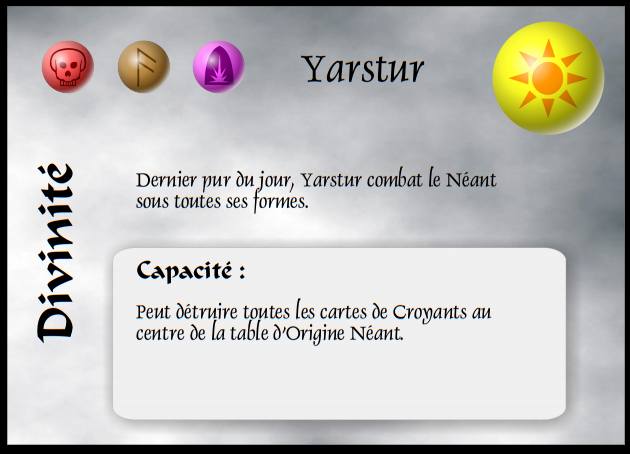 Yarstur
Divinité
Dernier pur du jour, Yarstur combat le Néant
sous toutes ses formes.
Capacité :
Peut détruire toutes les cartes de Croyants au
centre de la table d'Origine Néant.